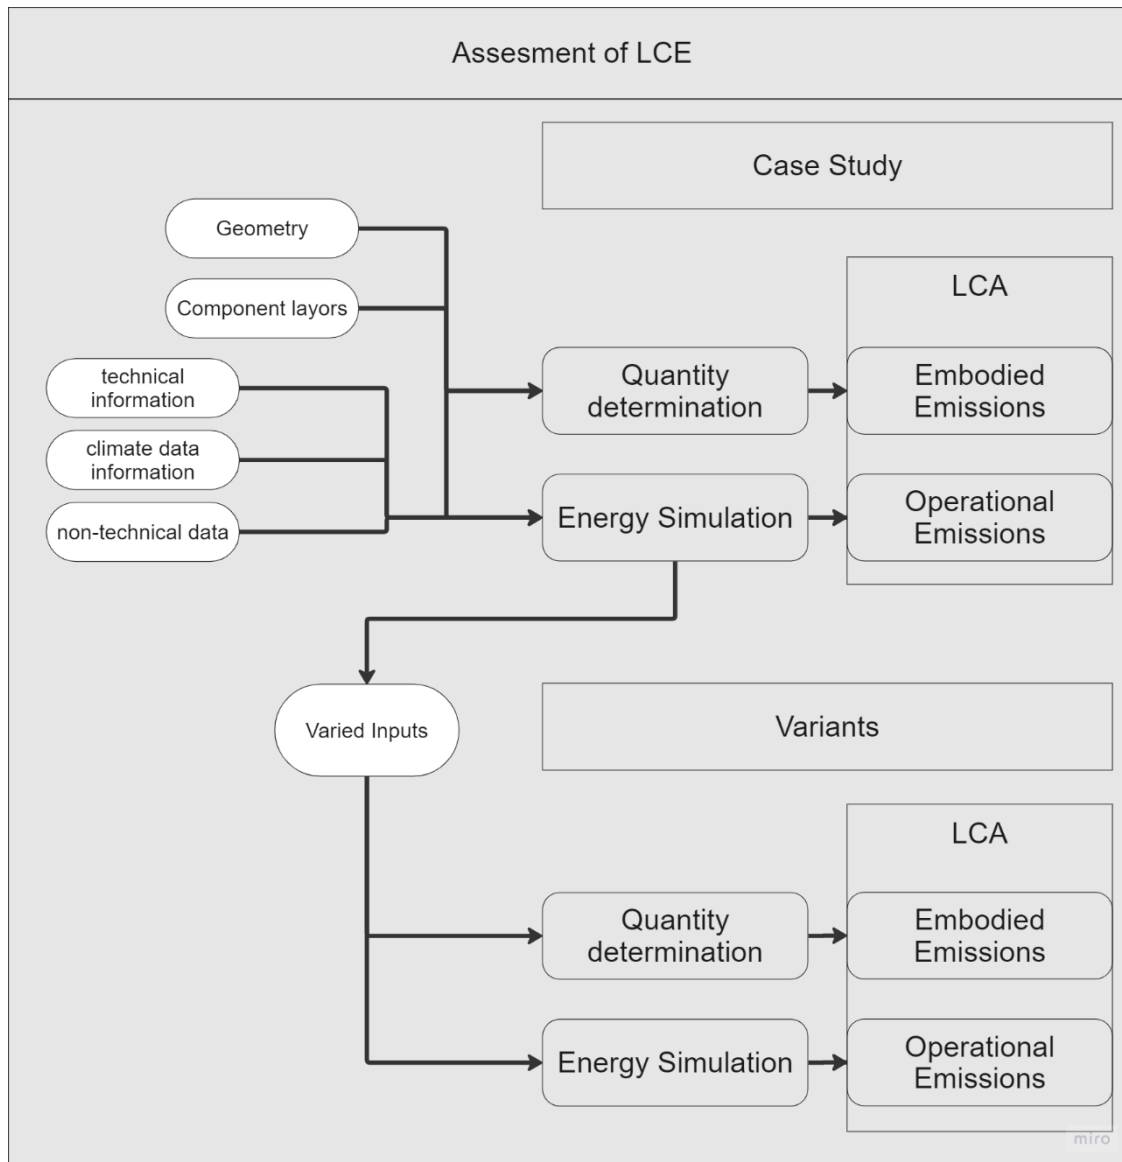 Assesment of LCE
Case Study
Geometry
Component layors
technical
information
climate data
information
non-technical data
LCA
Quantity
determination
Embodied
Emissions
Energy Simulation
Operational
Emissions
Varied Inputs
Variants
LCA
Quantity
determination
Embodied
Emissions
Energy Simulation
Operational
Emissions
miro